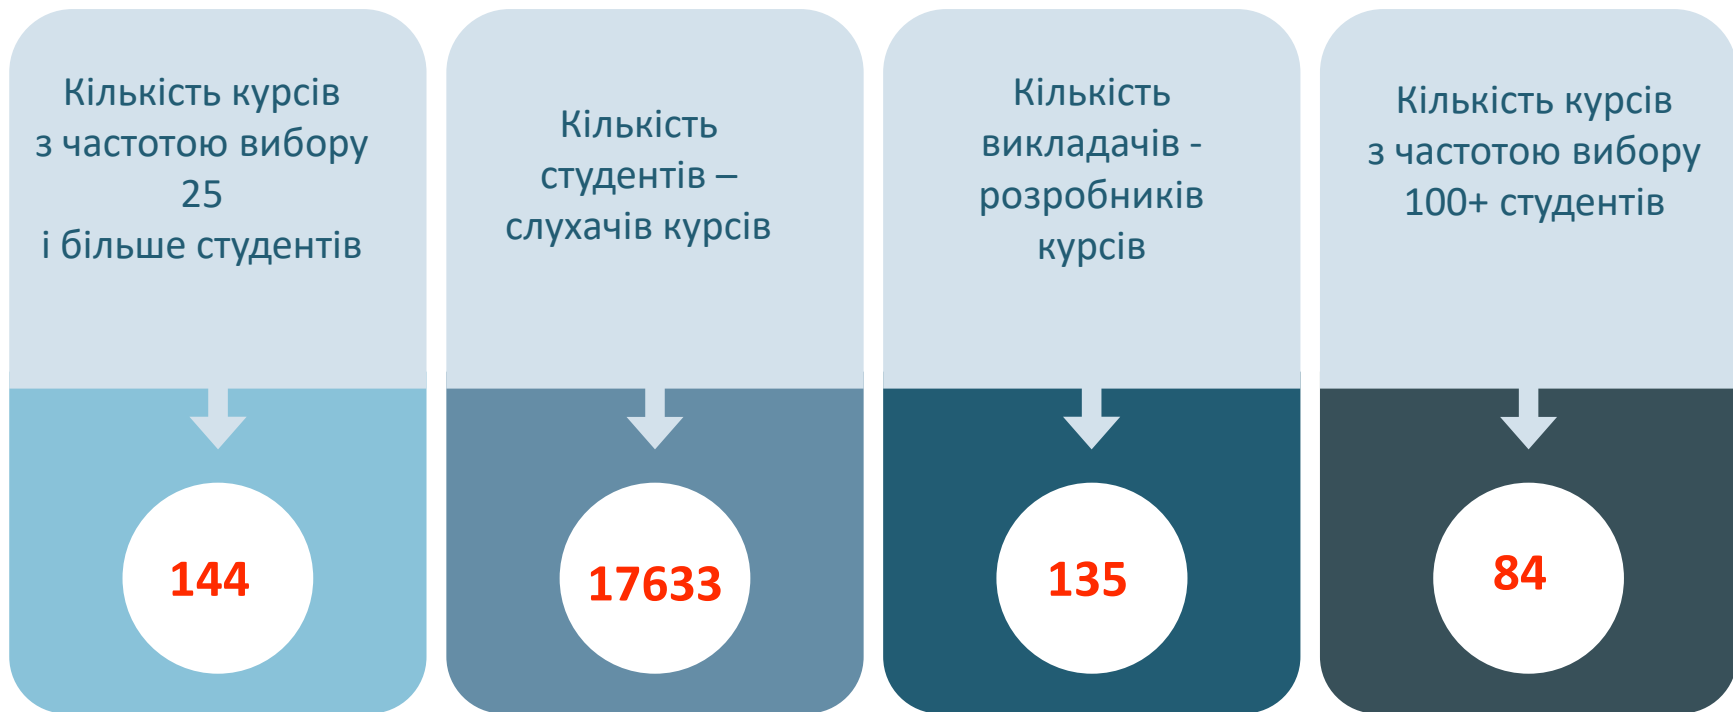 Кількість курсів
з частотою вибору
25
і більше студентів
144
Кількість
студентів –
слухачів курсів
17633
Кількість
викладачів -
розробників
курсів
135
Кількість курсів
з частотою вибору
100+ студентів
84